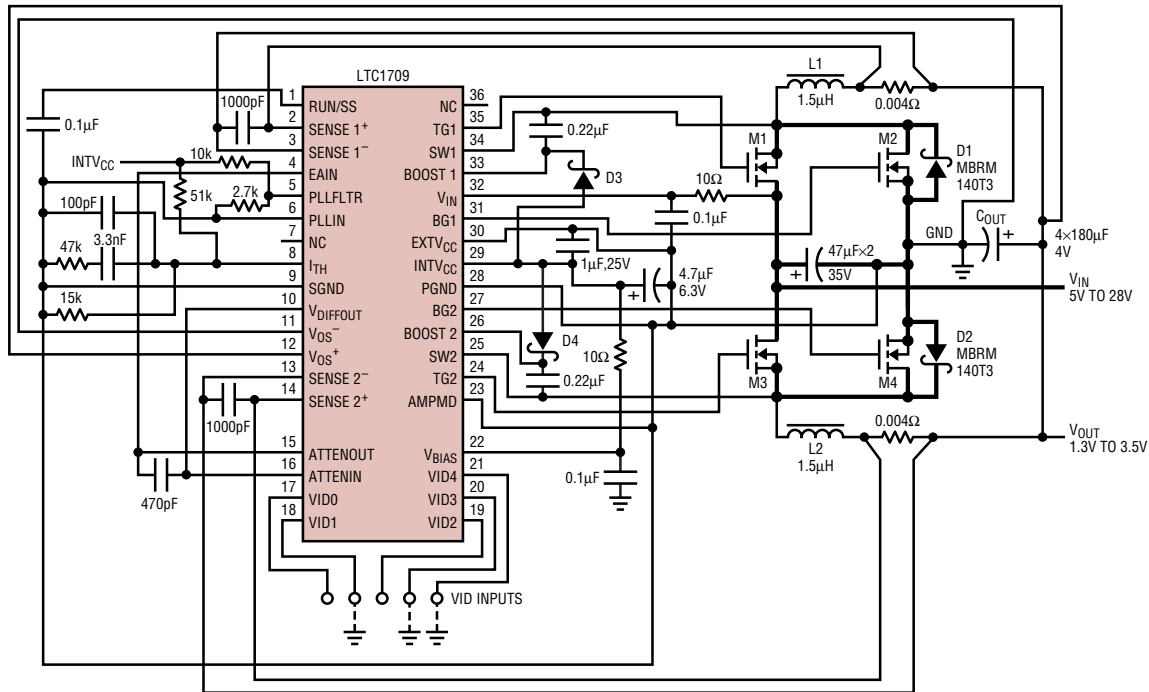 LTC1709
1 RUN/SS
2 SENSE 1+
3 SENSE 1−
4 EAIN
5 PLLFLTR
6 PLLIN
7 NC
8 ITH
9 SGND
10 VDIFFOUT
11 VOS−
12 VOS+
13 SENSE 2−
14 SENSE 2+
15 ATTENOUT
16 ATTENIN
17 VID0
18 VID1
36 NC
35 TG1
34 SW1
33 BOOST 1
32 VIN
31 BG1
30 EXTVCC
29 INTVCC
28 PGND
27 BG2
26 BOOST 2
25 SW2
24 TG2
23 AMPMD
22 VBIAS
21 VID4
20 VID3
19 VID2
0.1µF
1000pF
INTVCC
10k
51k
2.7k
100pF
3.3nF
47k
15k
1000pF
470pF
VID INPUTS
0.22µF
D3
10Ω
0.1µF
1µF,25V
4.7µF
6.3V
D4
10Ω
0.22µF
0.1µF
L1
1.5µH
0.004Ω
M1
M2
D1
MBRM
140T3
GND
COUT
+
4×180µF
4V
47µF×2
35V
+
+
VIN
5V TO 28V
M3
M4
D2
MBRM
140T3
L2
1.5µH
0.004Ω
VOUT
1.3V TO 3.5V